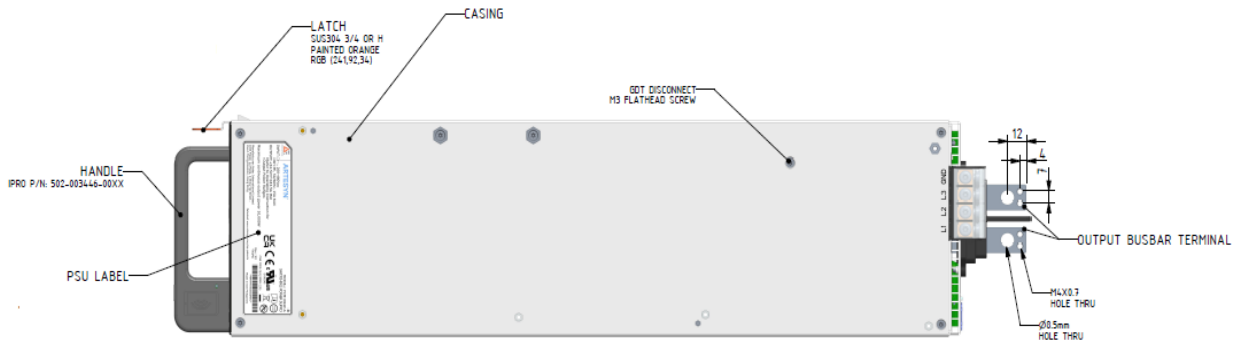 LATCH
SUS304 3/4 OR H
PAINTED ORANGE
RGB (241,92,34)
CASING
GDT DISCONNECT
M3 FLATHEAD SCREW
HANDLE
IPRO P/N: 502-003446-00XX
PSU LABEL
ARTESYN
GND
L3
L2
L1
12
4
7
OUTPUT BUSBAR TERMINAL
M4X0.7
HOLE THRU
HOLE THRU